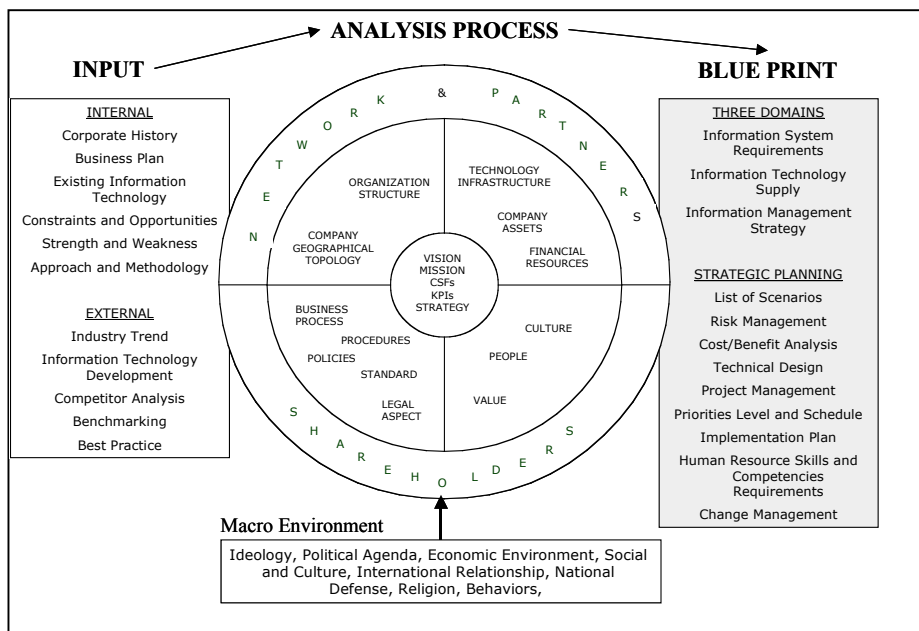 ANALYSIS PROCESS
INPUT
BLUE PRINT
INTERNAL
Corporate History
Business Plan
Existing Information
Technology
Constraints and Opportunities
Strength and Weakness
Approach and Methodology
EXTERNAL
Industry Trend
Information Technology
Development
Competitor Analysis
Benchmarking
Best Practice
NETWORK & PARTNERS
ORGANIZATION
STRUCTURE
COMPANY
GEOGRAPHICAL
TOPOLOGY
TECHNOLOGY
INFRASTRUCTURE
COMPANY
ASSETS
FINANCIAL
RESOURCES
VISION
MISSION
CSFs
KPIs
STRATEGY
BUSINESS
PROCESS
PROCEDURES
POLICIES
STANDARD
LEGAL
ASPECT
CULTURE
PEOPLE
VALUE
SHAREHOLDERS
THREE DOMAINS
Information System
Requirements
Information Technology
Supply
Information Management
Strategy
STRATEGIC PLANNING
List of Scenarios
Risk Management
Cost/Benefit Analysis
Technical Design
Project Management
Priorities Level and Schedule
Implementation Plan
Human Resource Skills and
Competencies
Requirements
Change Management
Macro Environment
Ideology, Political Agenda, Economic Environment, Social
and Culture, International Relationship, National
Defense, Religion, Behaviors,